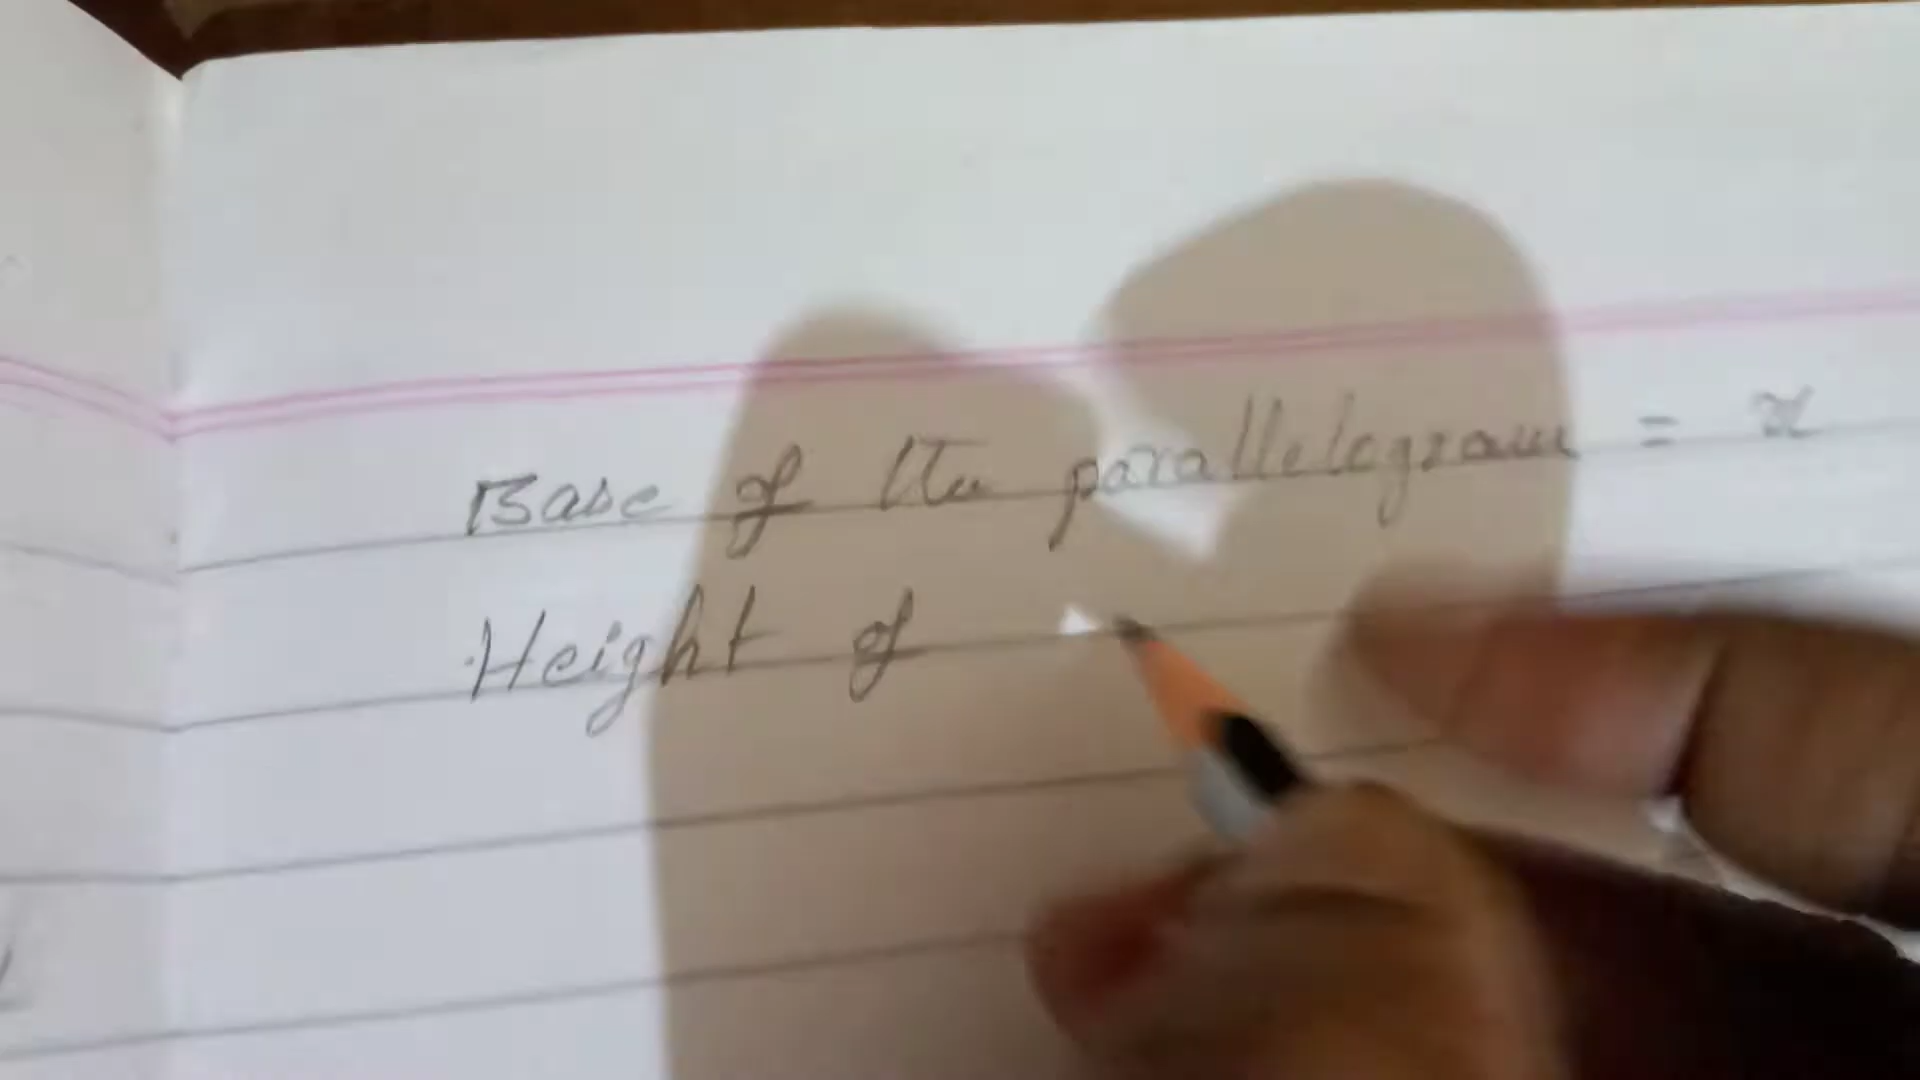 Base of the parallelogram = x
Height of